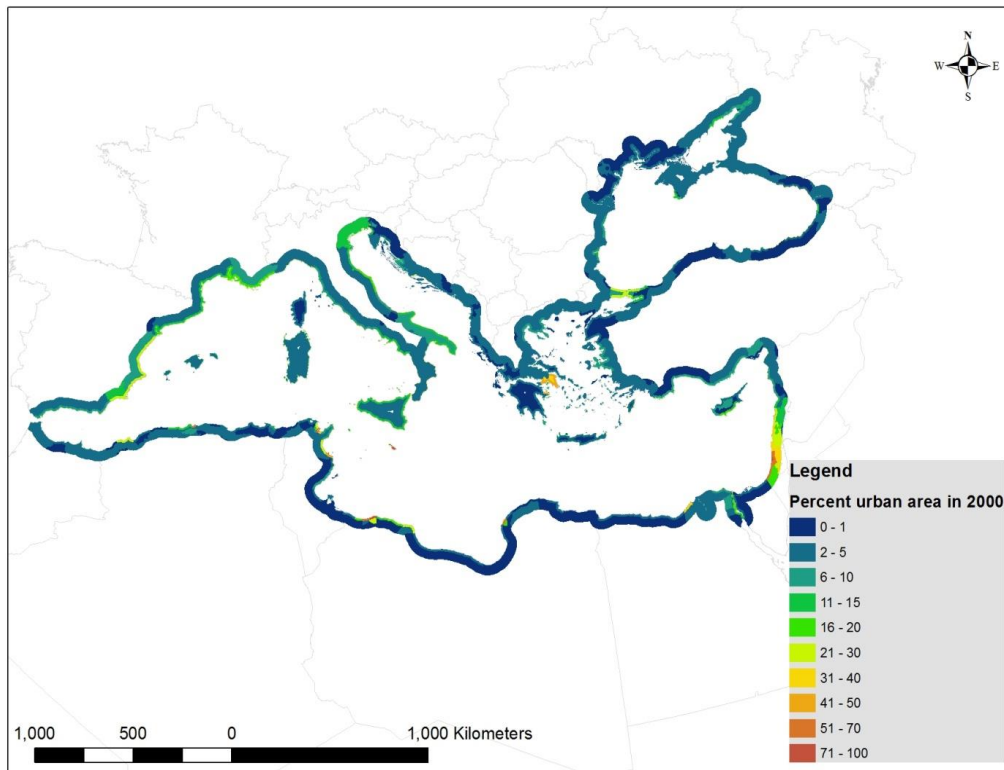 N
W E
S
Legend
Percent urban area in 2000
0 - 1
2 - 5
6 - 10
11 - 15
16 - 20
21 - 30
31 - 40
41 - 50
51 - 70
71 - 100
1,000 500 0 1,000 Kilometers